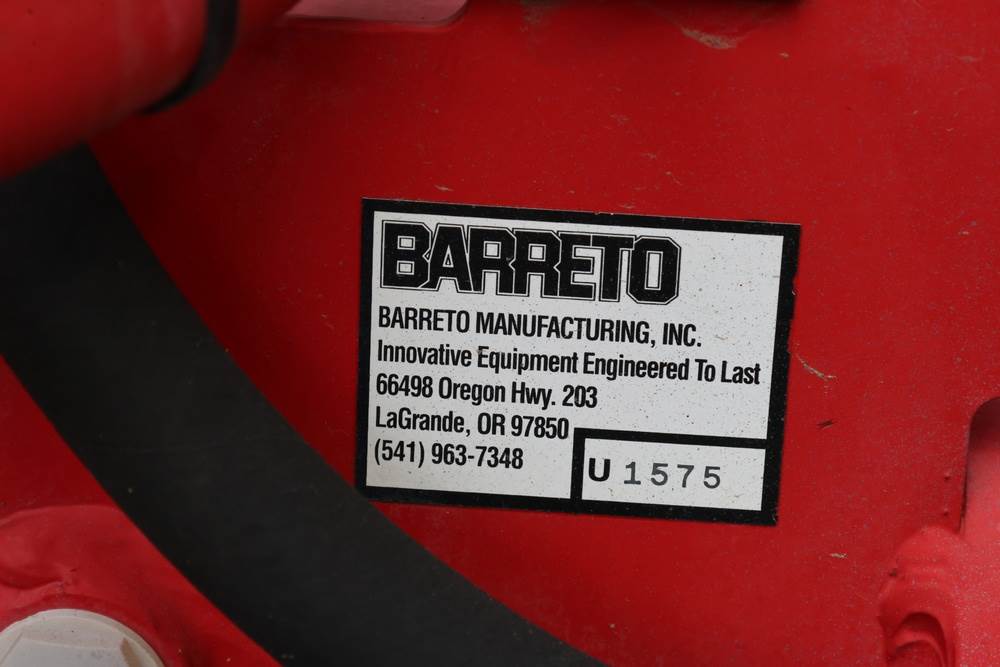 BARRETO
BARRETO MANUFACTURING, INC.
Innovative Equipment Engineered To Last
66498 Oregon Hwy. 203
LaGrande, OR 97850
(541) 963-7348
U 1575